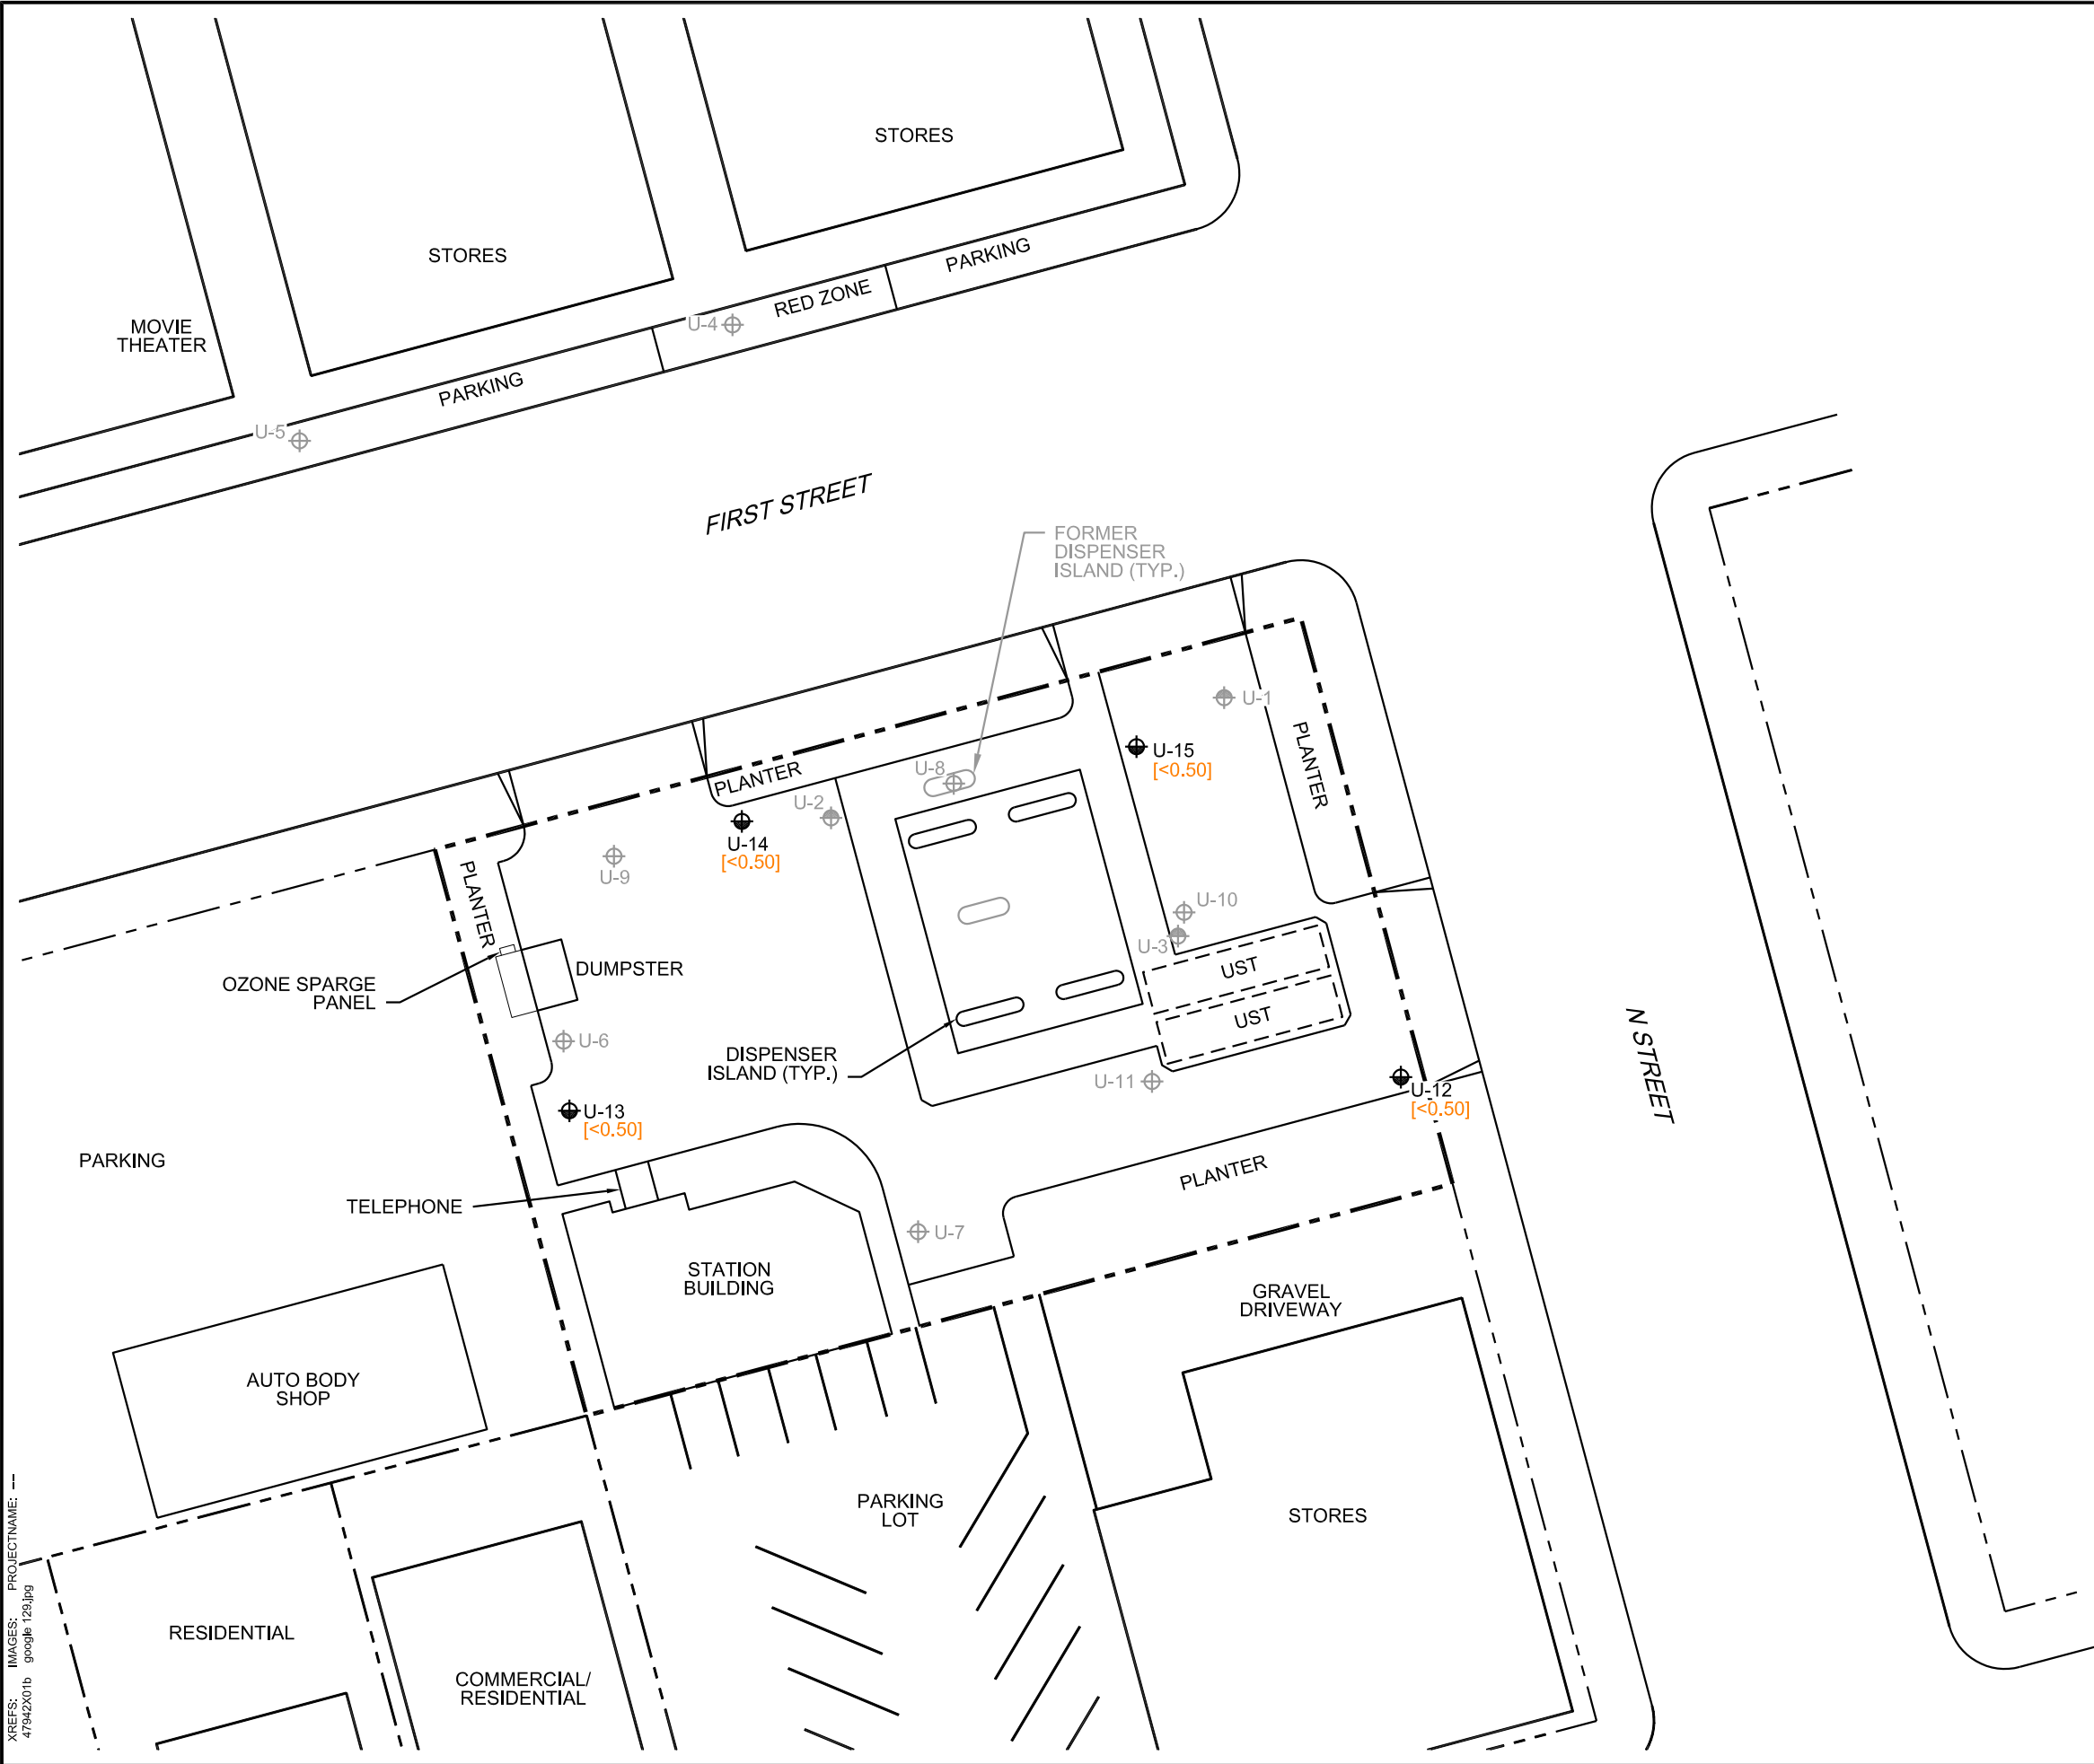 STORES
STORES
PARKING
RED ZONE
U-4
MOVIE
THEATER
PARKING
U-5
FIRST STREET
FORMER
DISPENSER
ISLAND (TYP.)
U-1
PLANTER
U-15
[<0.50]
U-8
PLANTER
U-2
U-14
[<0.50]
U-9
PLANTER
U-10
U-3
UST
UST
DUMPSTER
OZONE SPARGE
PANEL
U-6
DISPENSER
ISLAND (TYP.)
U-11
U-12
[<0.50]
N STREET
U-13
[<0.50]
PARKING
PLANTER
TELEPHONE
U-7
STATION
BUILDING
GRAVEL
DRIVEWAY
AUTO BODY
SHOP
PARKING
LOT
STORES
RESIDENTIAL
COMMERCIAL/
RESIDENTIAL
XREFS: IMAGES: PROJECTNAME: ---
47942X01b google 129.jpg